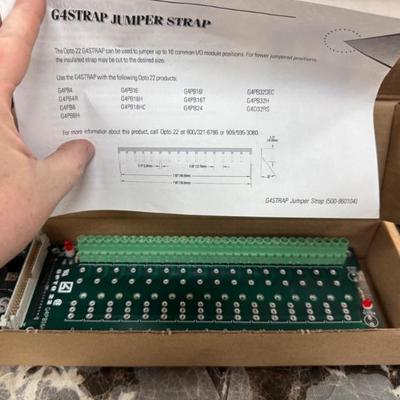 G4STRAP JUMPER STRAP
The Opto 22 G4STRAP can be used to jumper up to 16 common I/O module positions. For fewer jumpered positions,
the insulated strap may be cut to the desired size.
Use the G4STRAP with the following Opto 22 products:
G4PB4 G4PB16 G4PB16I G4PB32DEC
G4PB4R G4PB16H G4PB16T G4PB32H
G4PB8 G4PB16HC G4PB24 G4D32RS
G4PB8H
For more information about this product, call Opto 22 at 800/321-6786 or 909/695-3080.
G4STRAP Jumper Strap (500-960104)
OPTO 22